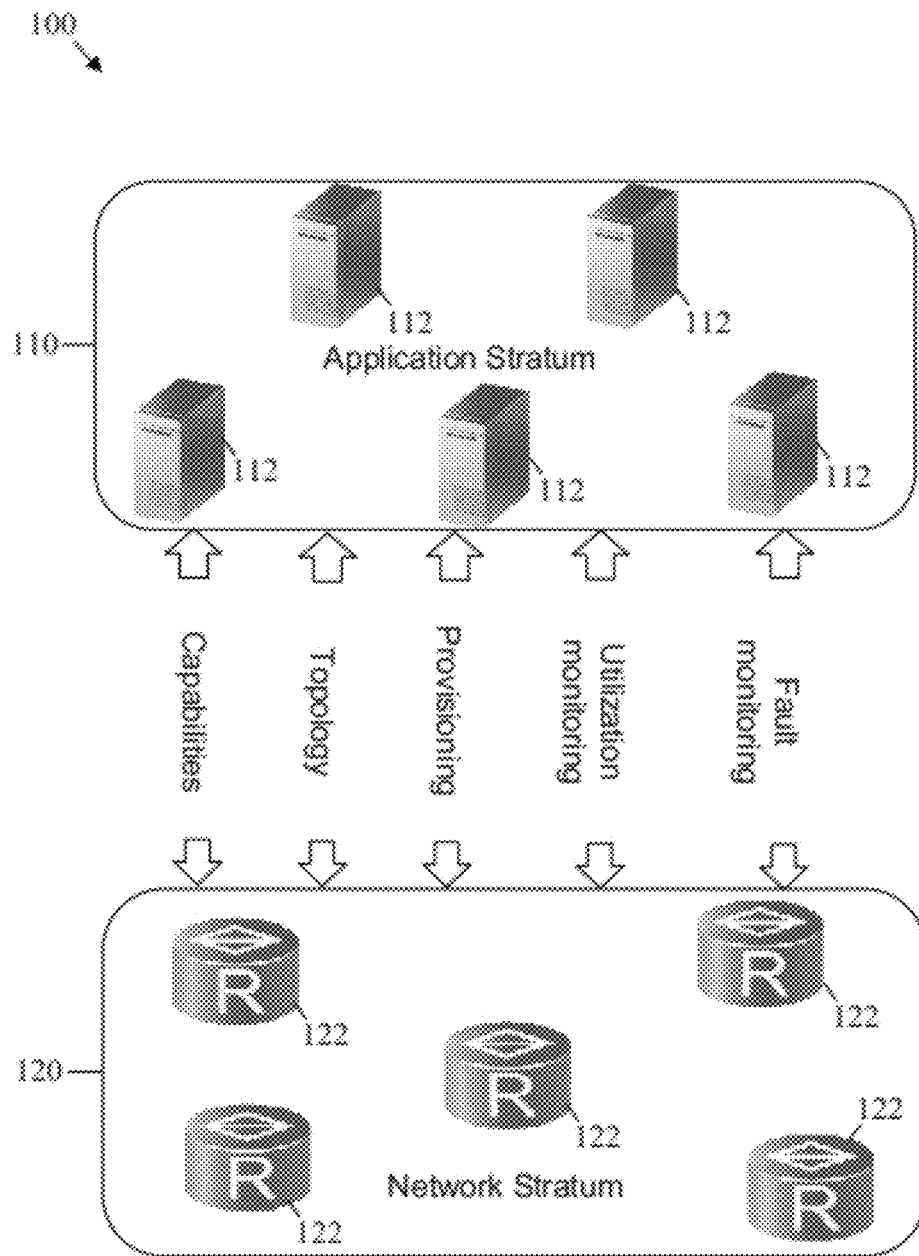 100
112
112
110
Application Stratum
112
112
112
Capabilities
Topology
Provisioning
Utilization
monitoring
Fault
monitoring
R
122
R
122
R
122
120
R
122
Network Stratum
122
R